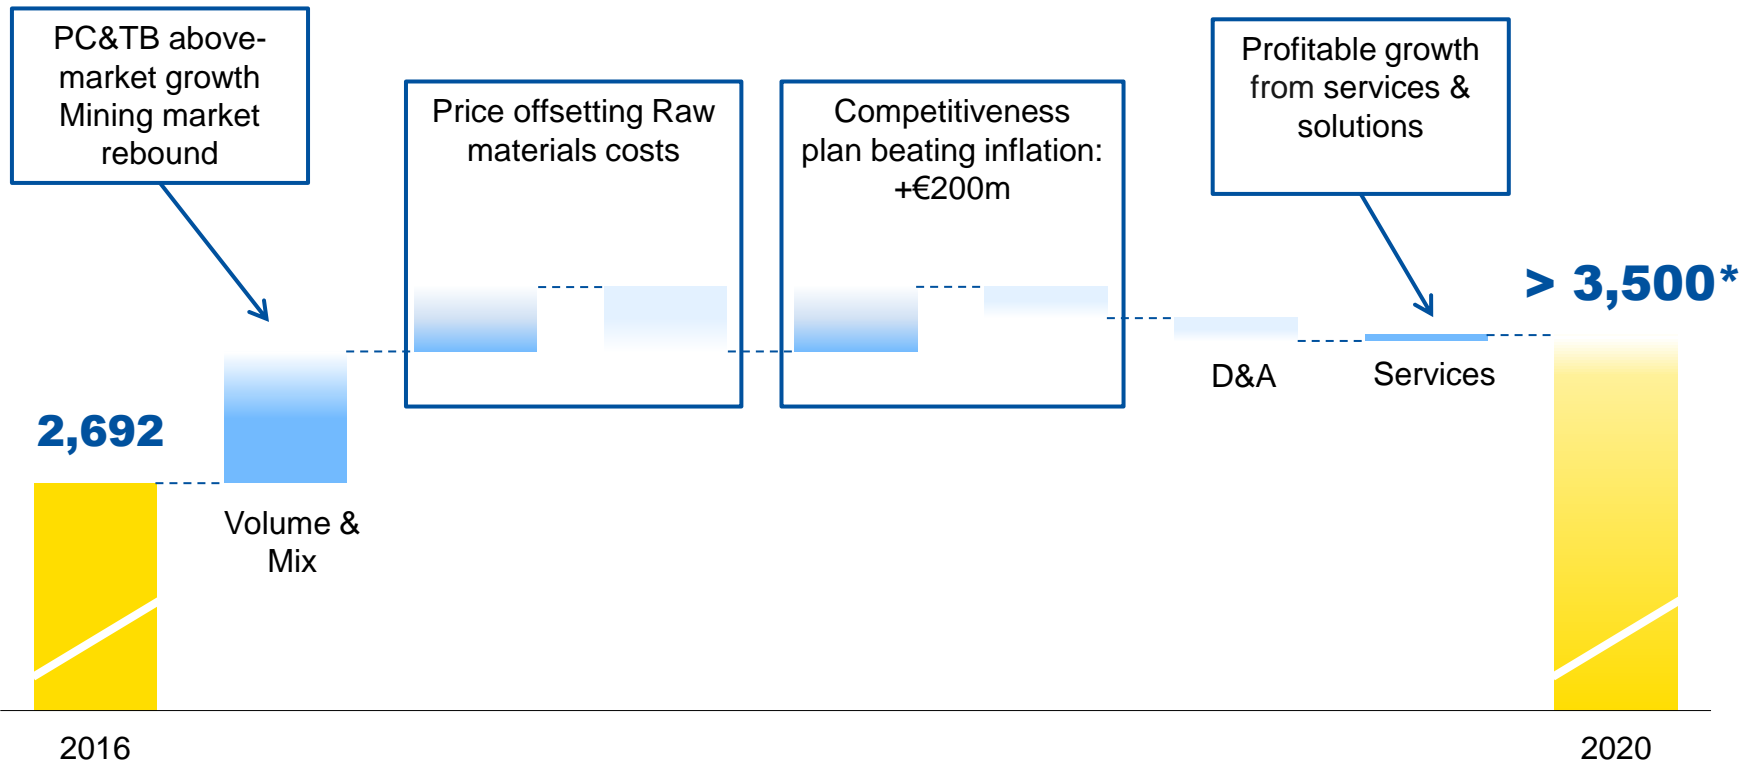 PC&TB above-
market growth
Mining market
rebound
Price offsetting Raw
materials costs
Competitiveness
plan beating inflation:
+€200m
Profitable growth
from services &
solutions
> 3,500*
2,692
Volume &
Mix
D&A
Services
2016
2020